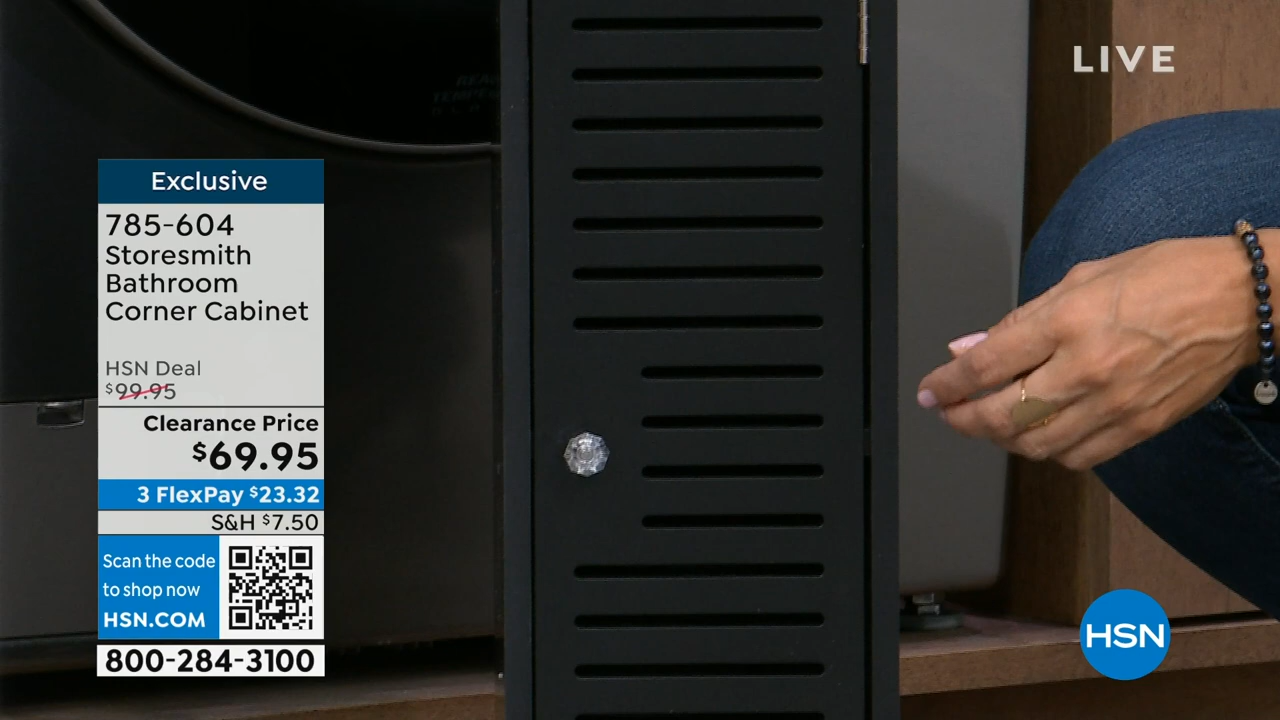 LIVE
Exclusive
785-604
Storesmith
Bathroom
Corner Cabinet
HSN Deal
$99.95
Clearance Price
$69.95
3 FlexPay $23.32
S&H $7.50
Scan the code
to shop now
HSN.COM
800-284-3100
HSN